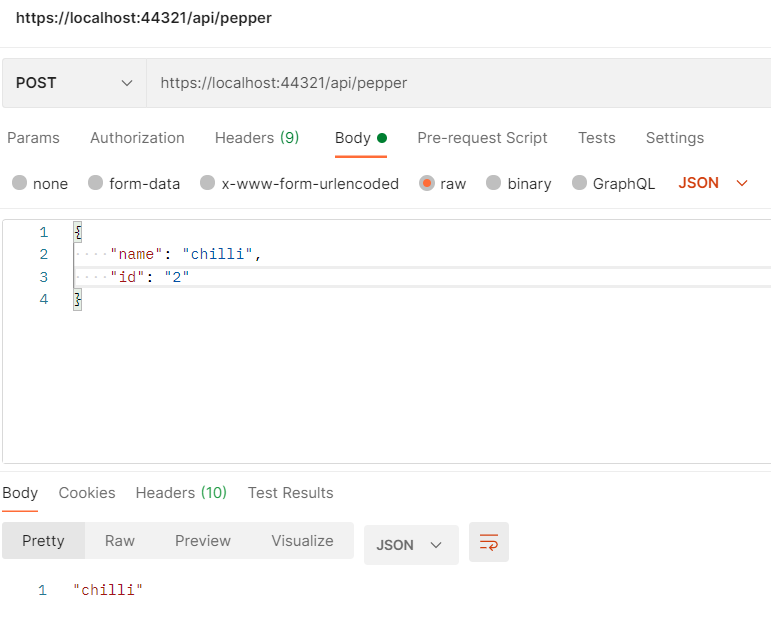 https://localhost:44321/api/pepper
POST https://localhost:44321/api/pepper
Params Authorization Headers (9) Body Pre-request Script Tests Settings
none form-data x-www-form-urlencoded raw binary GraphQL JSON
1 {
2 ····"name": "chilli",
3 ····"id": "2"
4 }
Body Cookies Headers (10) Test Results
Pretty Raw Preview Visualize JSON
1 "chilli"